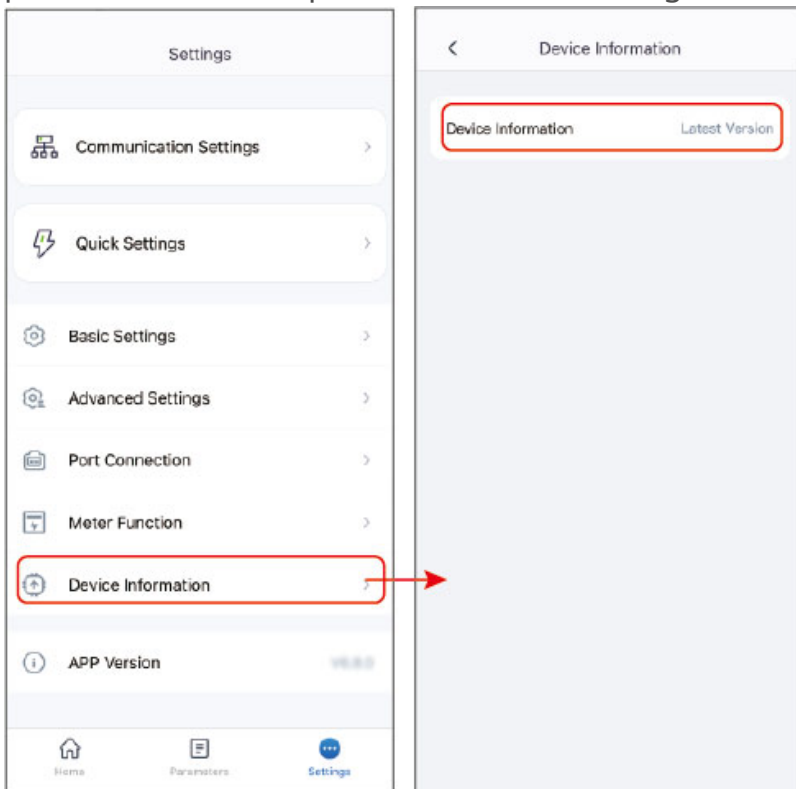 Settings
Communication Settings
Quick Settings
Basic Settings
Advanced Settings
Port Connection
Meter Function
Device Information
APP Version
Home
Parameters
Settings
Device Information
Device Information Latest Version